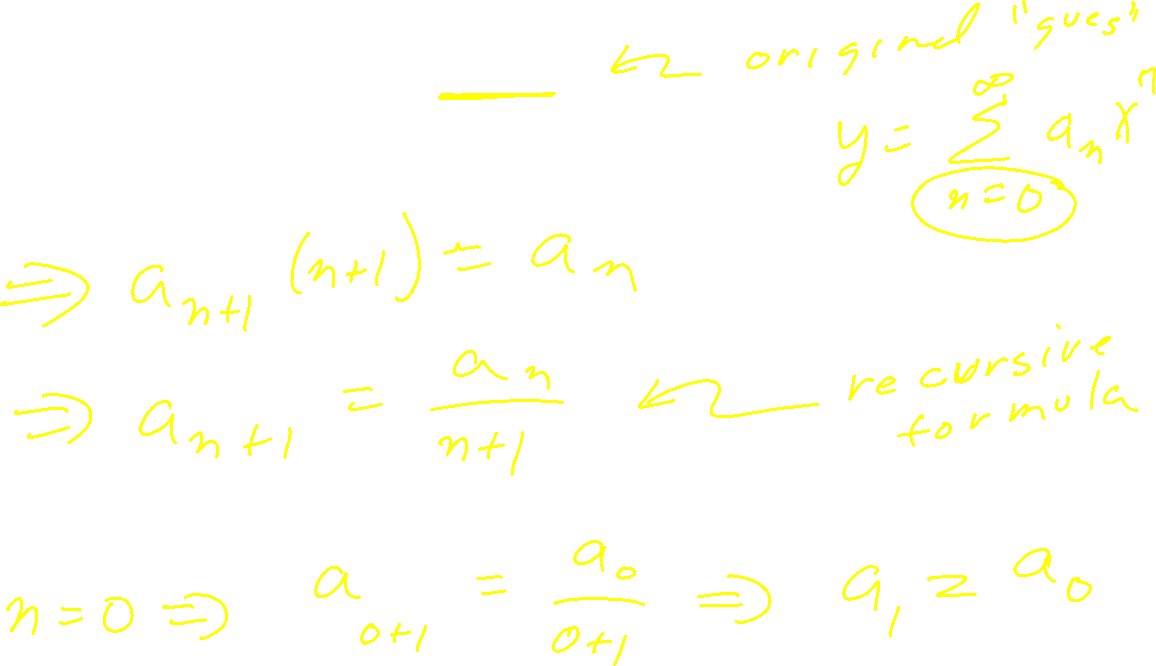 ← original "gues"
y = ∑_{n=0}^{∞} a_n x^n
⇒ a_{n+1} (n+1) = a_n
⇒ a_{n+1} = a_n / (n+1) ← recursive formula
n=0 ⇒ a_{0+1} = a_0 / (0+1) ⇒ a_1 = a_0